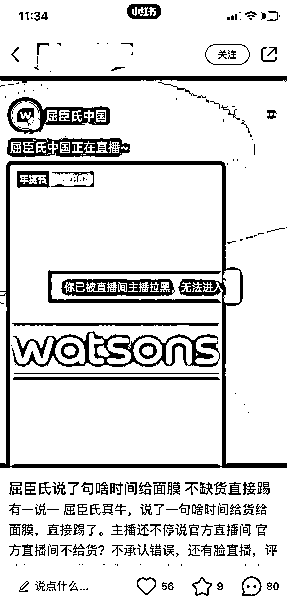 11:34
小红书
关注
屈臣氏中国
屈臣氏中国正在直播~
年货节
你已被直播间主播拉黑，无法进入
watsons
屈臣氏说了句啥时间给面膜 不缺货直接踢
有一说一 屈臣氏真牛，说了一句啥时间给货给
面膜，直接踢了。主播还不停说官方直播间 官
方直播间不给货？不承认错误，还有脸直播，评
说点什么...
56
9
80